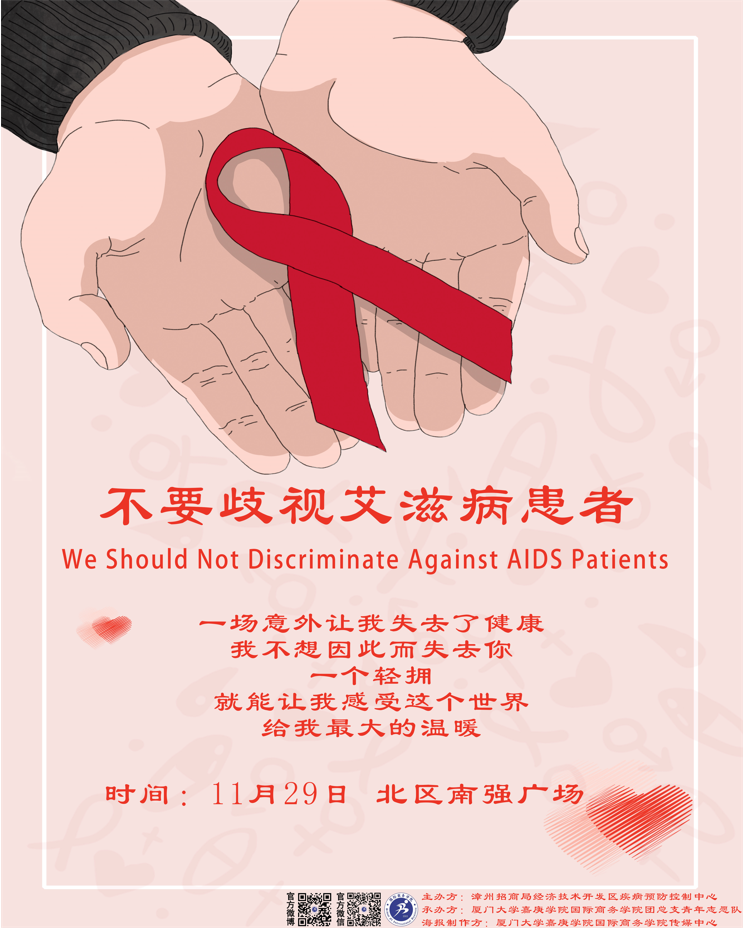 不要歧视艾滋病患者
We Should Not Discriminate Against AIDS Patients
一场意外让我失去了健康
我不想因此而失去你
一个轻拥
就能让我感受这个世界
给我最大的温暖
时间：11月29日 北区南强广场
官方微博
官方微信
主办方：漳州招商局经济技术开发区疾病预防控制中心
承办方：厦门大学嘉庚学院国际商务学院团总支青年志愿队
海报制作方：厦门大学嘉庚学院国际商务学院传媒中心